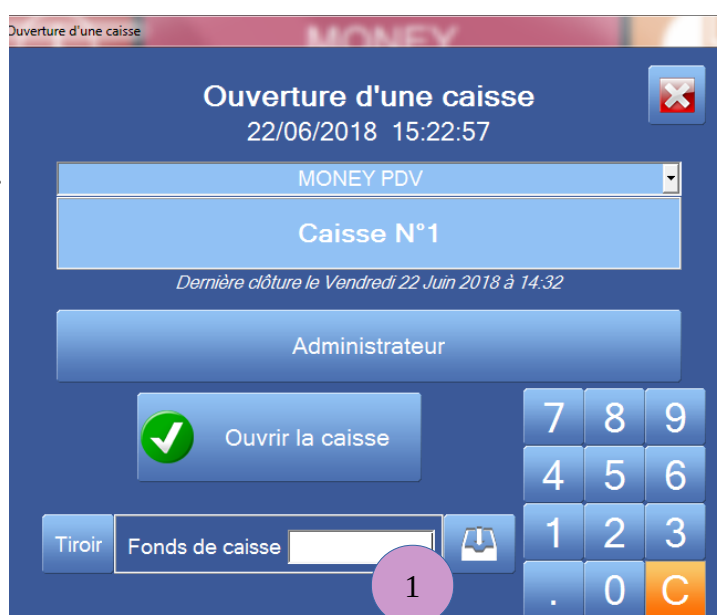 Ouverture d'une caisse
MONEY
Ouverture d'une caisse
22/06/2018 15:22:57
MONEY PDV
Caisse N°1
Dernière clôture le Vendredi 22 Juin 2018 à 14:32
Administrateur
Ouvrir la caisse
7 8 9
4 5 6
Tiroir Fonds de caisse 1 2 3
1
. 0 C